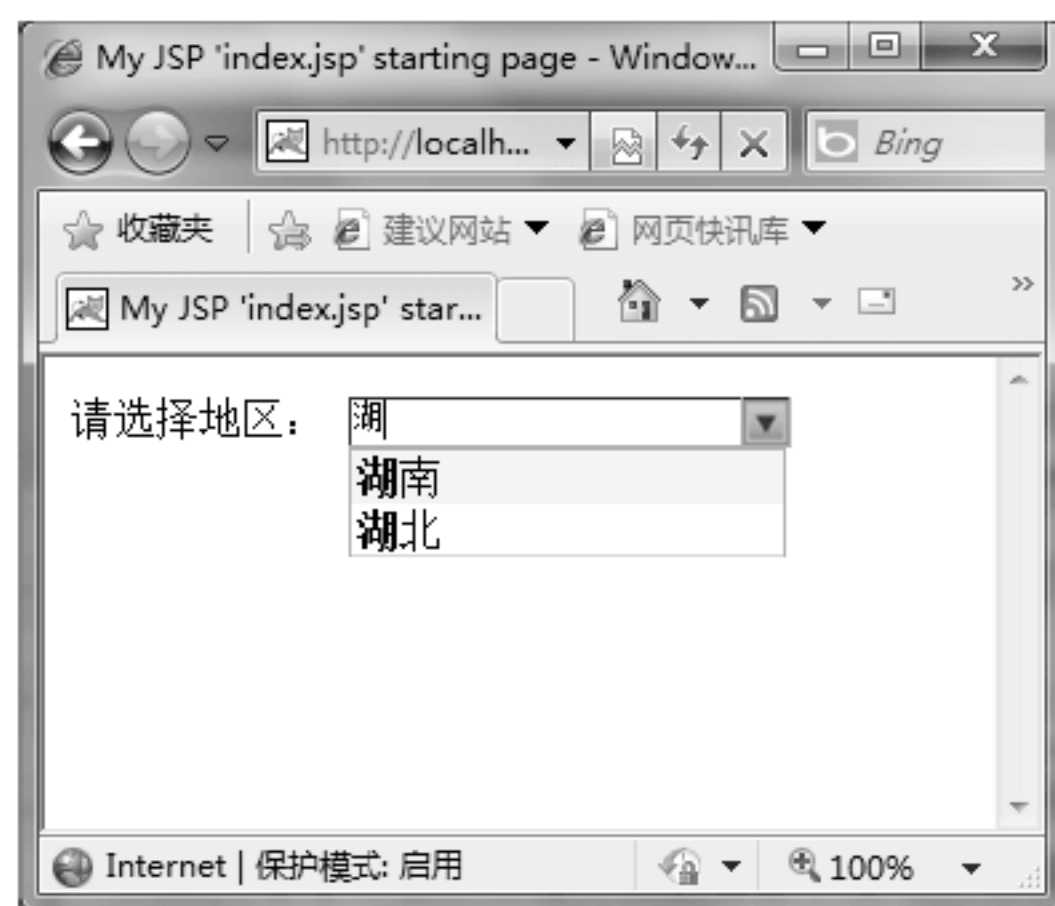 My JSP 'index.jsp' starting page - Window...
http://localh... Bing
收藏夹 建议网站 网页快讯库
My JSP 'index.jsp' star... »
请选择地区： 湖
湖南
湖北
Internet | 保护模式: 启用 100%